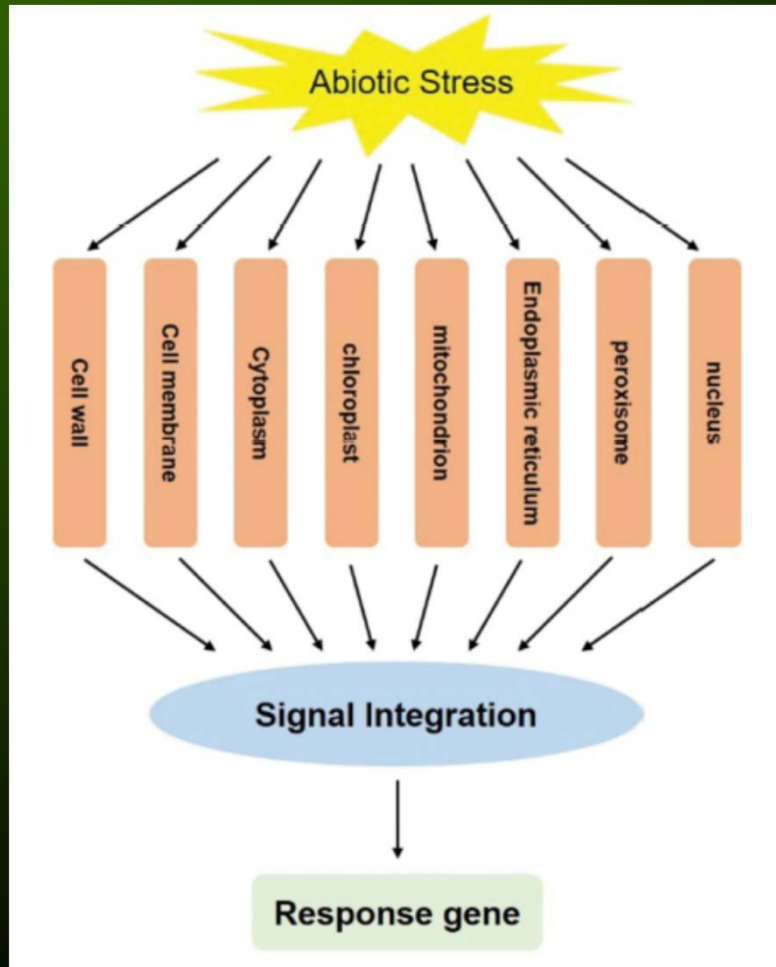 Abiotic Stress
Cell wall
Cell membrane
Cytoplasm
chloroplast
mitochondrion
Endoplasmic reticulum
peroxisome
nucleus
Signal Integration
Response gene